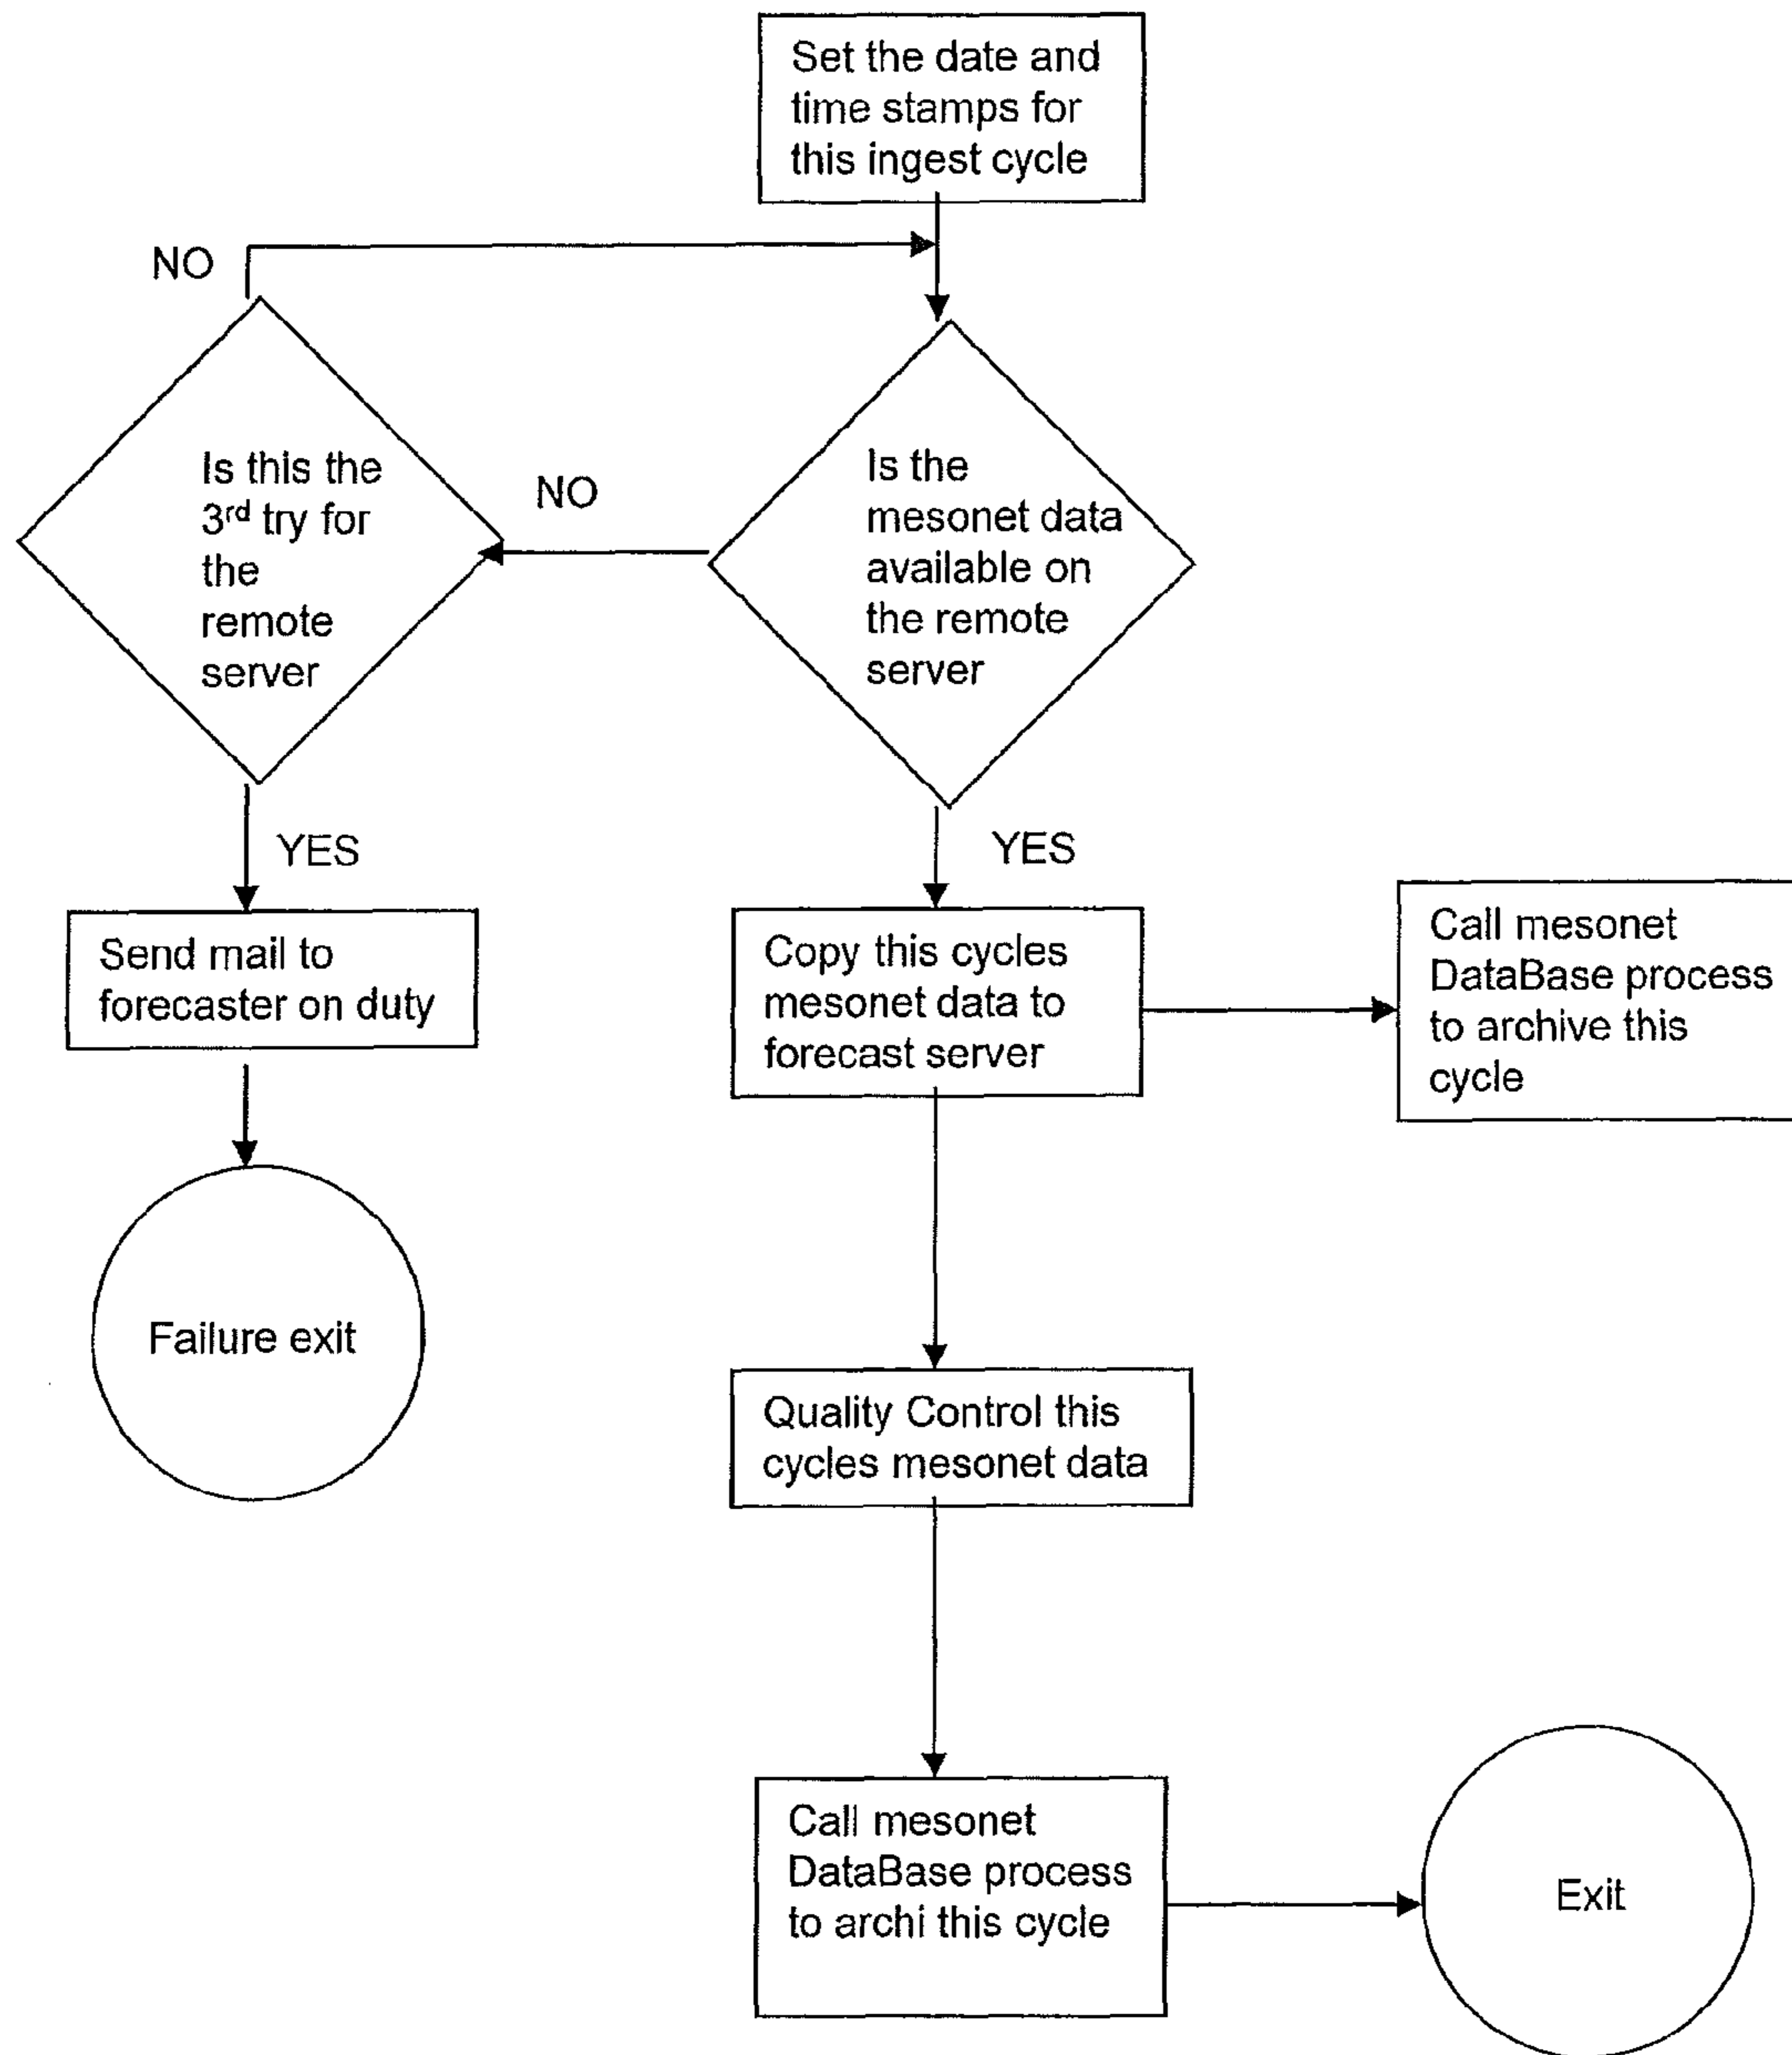 Set the date and
time stamps for
this ingest cycle
NO
Is this the
3rd try for
the
remote
server
NO
Is the
mesonet data
available on
the remote
server
YES
YES
Send mail to
forecaster on duty
Copy this cycles
mesonet data to
forecast server
Call mesonet
DataBase process
to archive this
cycle
Failure exit
Quality Control this
cycles mesonet data
Call mesonet
DataBase process
to archi this cycle
Exit